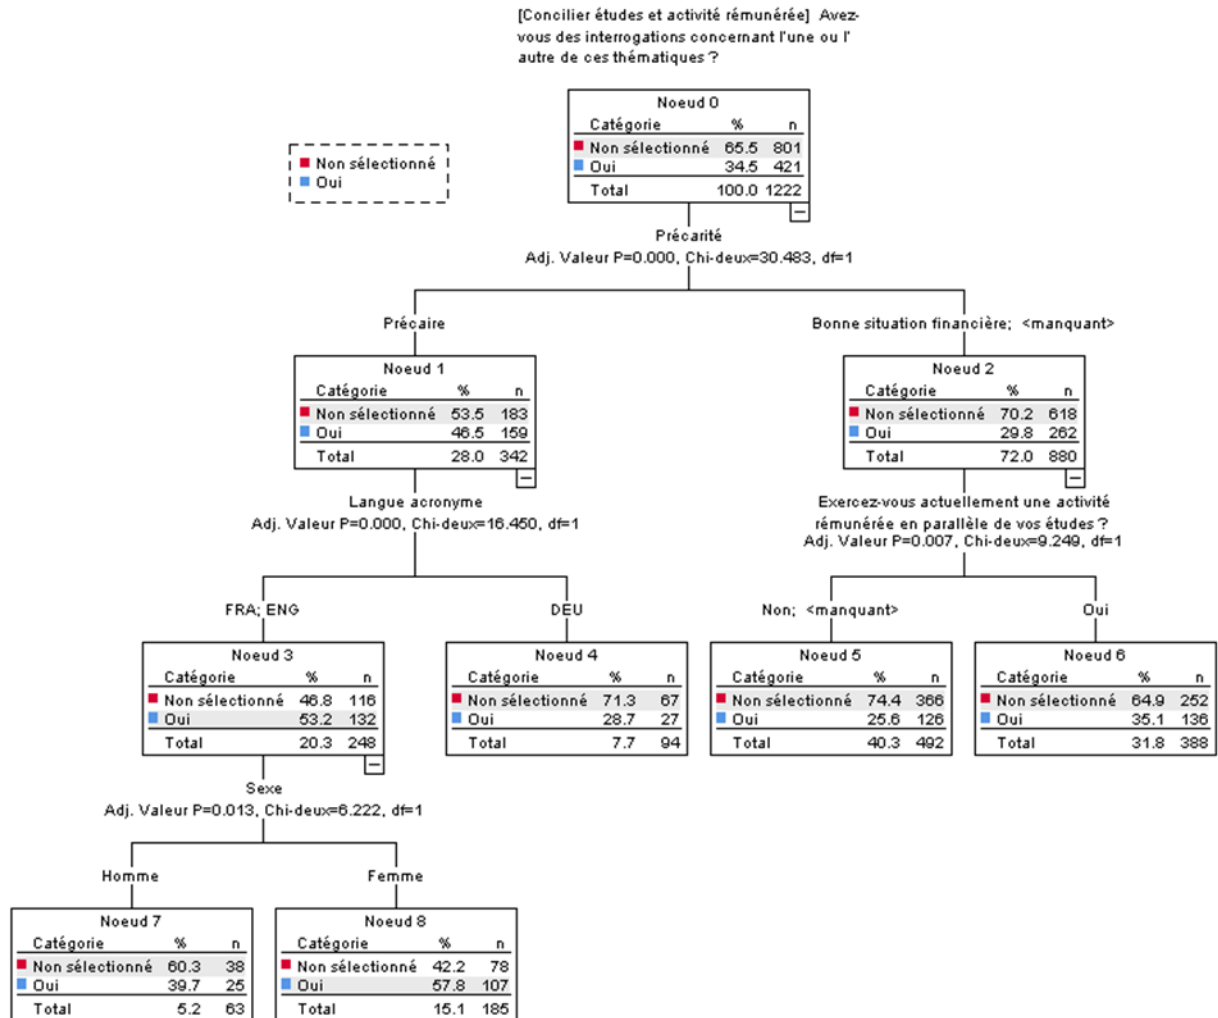 [Concilier études et activité rémunérée] Avez-
vous des interrogations concernant l'une ou l'
autre de ces thématiques ?
Non sélectionné
Oui
Noeud 0
Catégorie % n
Non sélectionné 65.5 801
Oui 34.5 421
Total 100.0 1222
Précarité
Adj. Valeur P=0.000, Chi-deux=30.483, df=1
Précaire
Bonne situation financière; <manquant>
Noeud 1
Catégorie % n
Non sélectionné 53.5 183
Oui 46.5 159
Total 28.0 342
Noeud 2
Catégorie % n
Non sélectionné 70.2 618
Oui 29.8 262
Total 72.0 880
Langue acronyme
Adj. Valeur P=0.000, Chi-deux=16.450, df=1
Exercez-vous actuellement une activité
rémunérée en parallèle de vos études ?
Adj. Valeur P=0.007, Chi-deux=9.249, df=1
FRA; ENG
DEU
Non; <manquant>
Oui
Noeud 3
Catégorie % n
Non sélectionné 46.8 116
Oui 53.2 132
Total 20.3 248
Noeud 4
Catégorie % n
Non sélectionné 71.3 67
Oui 28.7 27
Total 7.7 94
Noeud 5
Catégorie % n
Non sélectionné 74.4 366
Oui 25.6 126
Total 40.3 492
Noeud 6
Catégorie % n
Non sélectionné 64.9 252
Oui 35.1 136
Total 31.8 388
Sexe
Adj. Valeur P=0.013, Chi-deux=6.222, df=1
Homme
Femme
Noeud 7
Catégorie % n
Non sélectionné 60.3 38
Oui 39.7 25
Total 5.2 63
Noeud 8
Catégorie % n
Non sélectionné 42.2 78
Oui 57.8 107
Total 15.1 185